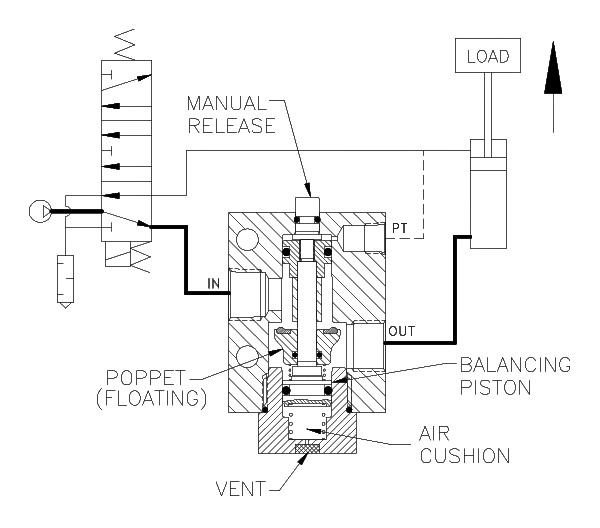 LOAD
MANUAL
RELEASE
PT
IN
OUT
POPPET
(FLOATING)
BALANCING
PISTON
AIR
CUSHION
VENT